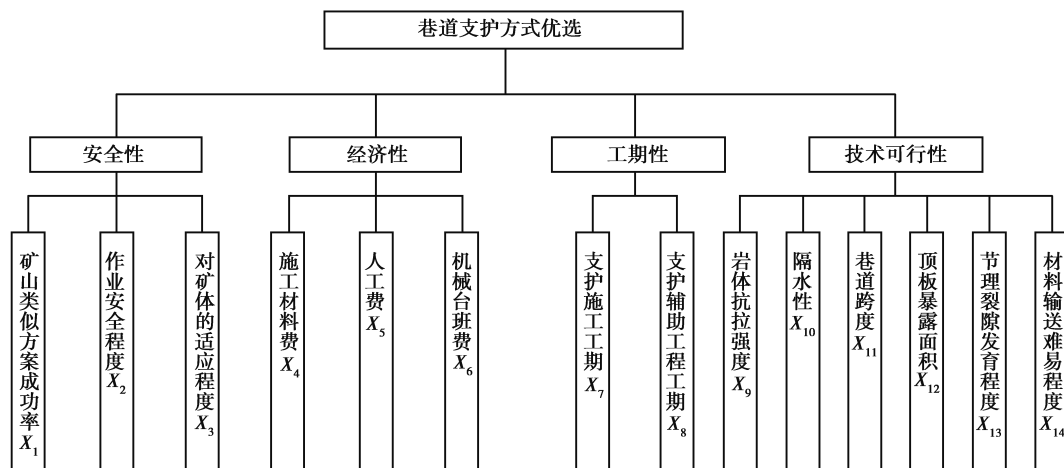 巷道支护方式优选
安全性
经济性
工期性
技术可行性
矿山类似方案成功率X₁
作业安全程度X₂
对矿体的适应程度X₃
施工材料费X₄
人工费X₅
机械台班费X₆
支护施工工期X₇
支护辅助工程工期X₈
岩体抗拉强度X₉
隔水性X₁₀
巷道跨度X₁₁
顶板暴露面积X₁₂
节理裂隙发育程度X₁₃
材料输送难易程度X₁₄